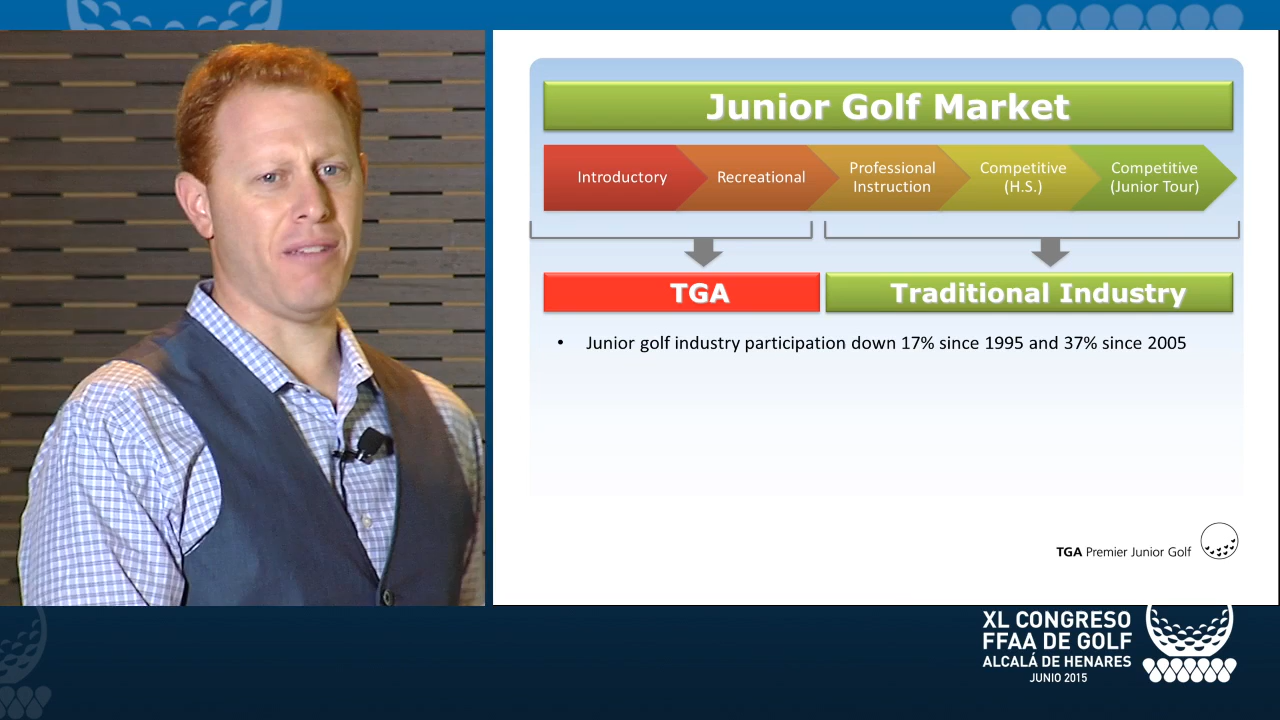 Junior Golf Market
Introductory
Recreational
Professional
Instruction
Competitive
(H.S.)
Competitive
(Junior Tour)
TGA
Traditional Industry
• Junior golf industry participation down 17% since 1995 and 37% since 2005
TGA Premier Junior Golf
XL CONGRESO
FFAA DE GOLF
ALCALÁ DE HENARES
JUNIO 2015